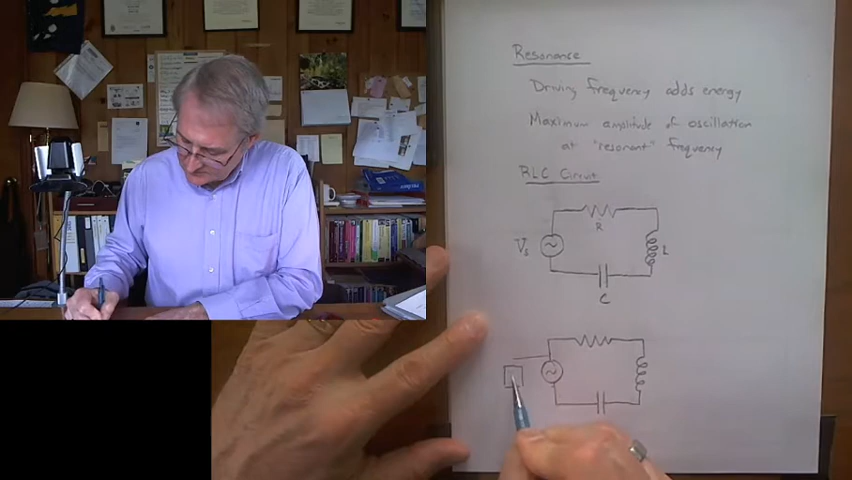 Resonance
Driving frequency adds energy
Maximum amplitude of oscillation
at "resonant" frequency
RLC Circuit
R
Vs
L
C